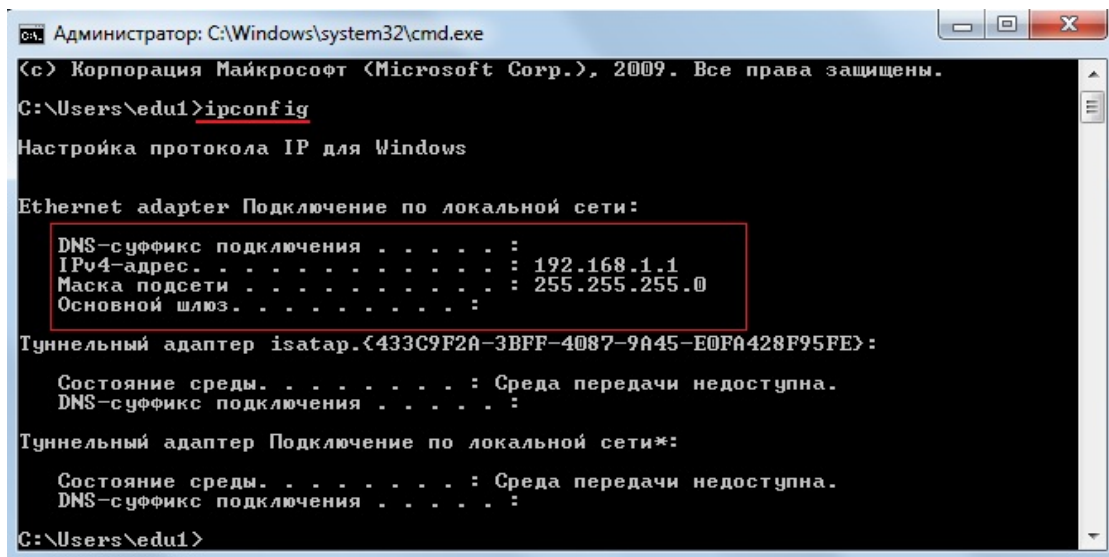 Администратор: C:\Windows\system32\cmd.exe
(c) Корпорация Майкрософт (Microsoft Corp.), 2009. Все права защищены.
C:\Users\edu1>ipconfig
Настройка протокола IP для Windows
Ethernet adapter Подключение по локальной сети:
DNS-суффикс подключения . . . . . :
IPv4-адрес. . . . . . . . . . . . : 192.168.1.1
Маска подсети . . . . . . . . . . : 255.255.255.0
Основной шлюз. . . . . . . . . :
Туннельный адаптер isatap.{433C9F2A-3BFF-4087-9A45-E0FA428F95FE}:
Состояние среды. . . . . . . . : Среда передачи недоступна.
DNS-суффикс подключения . . . . . :
Туннельный адаптер Подключение по локальной сети*:
Состояние среды. . . . . . . . : Среда передачи недоступна.
DNS-суффикс подключения . . . . . :
C:\Users\edu1>